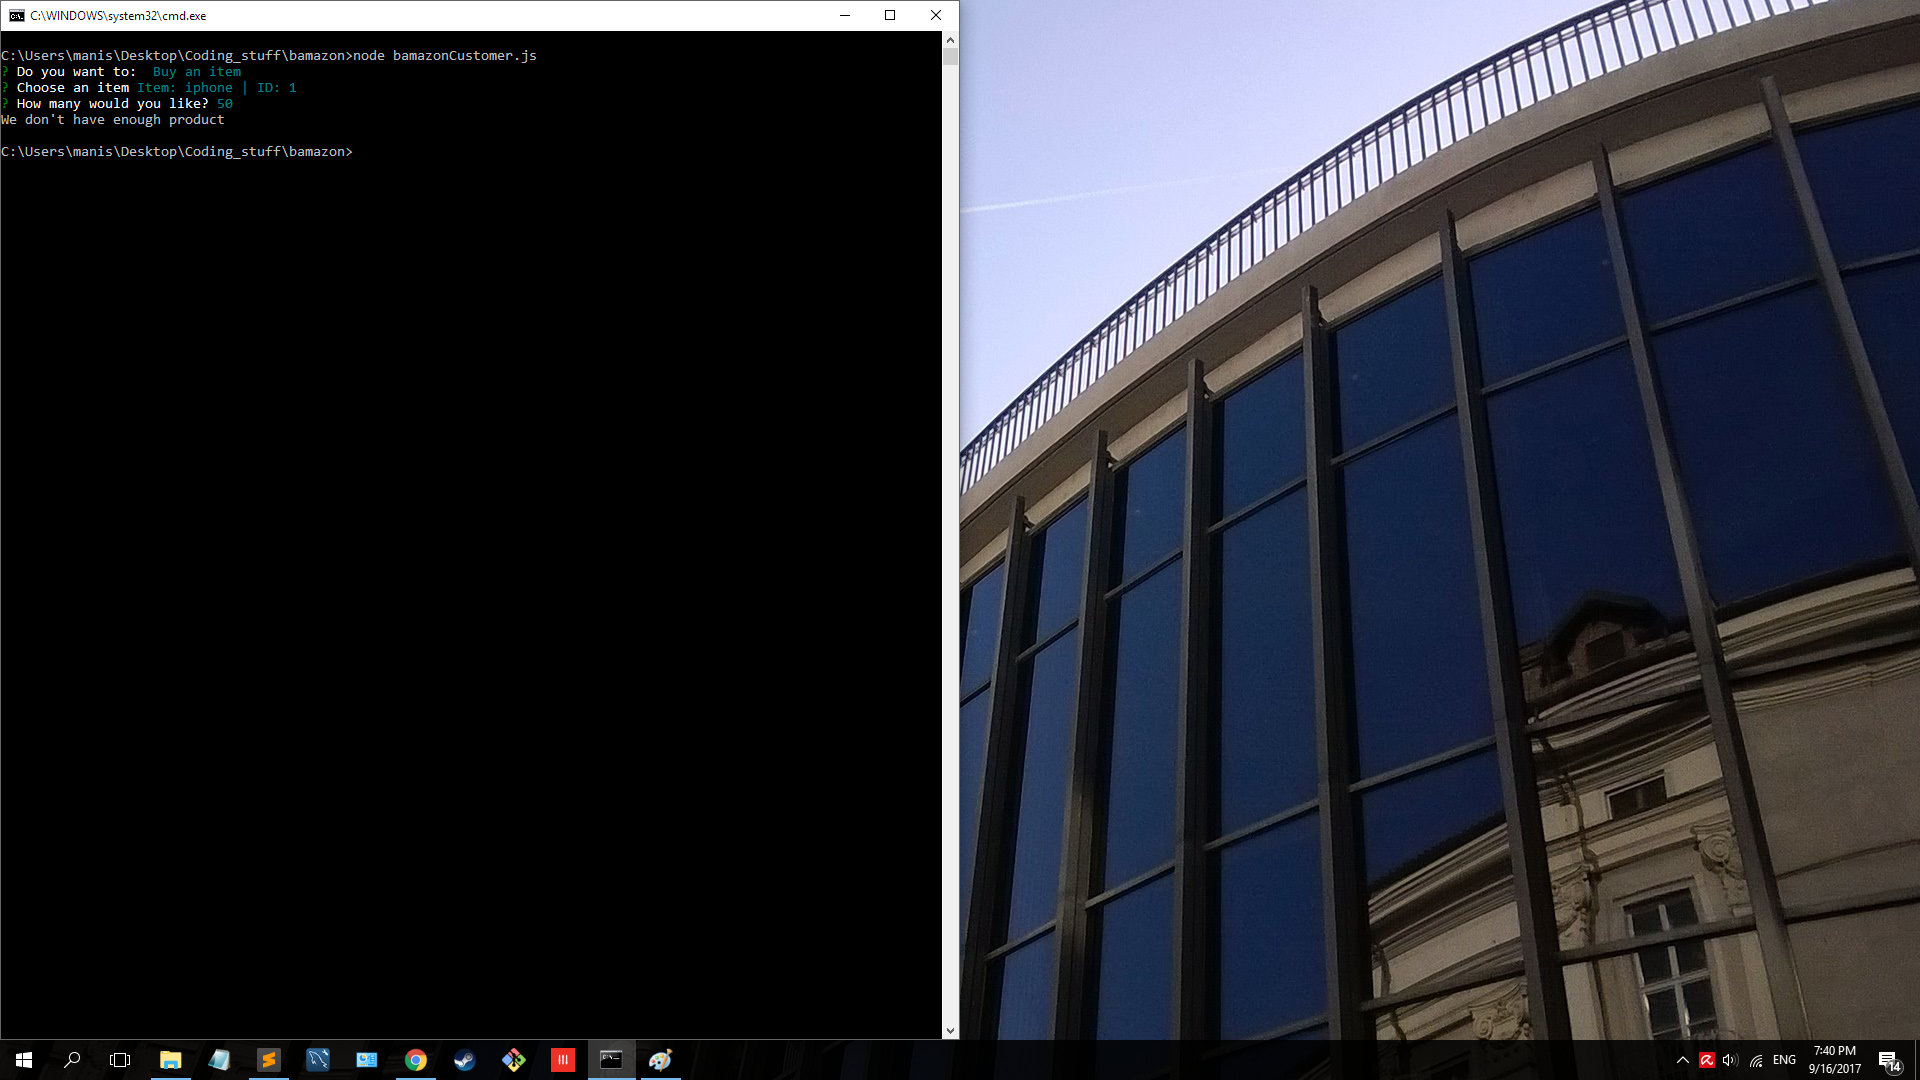 C:\WINDOWS\system32\cmd.exe
C:\Users\manis\Desktop\Coding_stuff\bamazon>node bamazonCustomer.js
? Do you want to:  Buy an item
? Choose an item Item: iphone | ID: 1
? How many would you like? 50
We don't have enough product
C:\Users\manis\Desktop\Coding_stuff\bamazon>
ENG
7:40 PM
9/16/2017
14